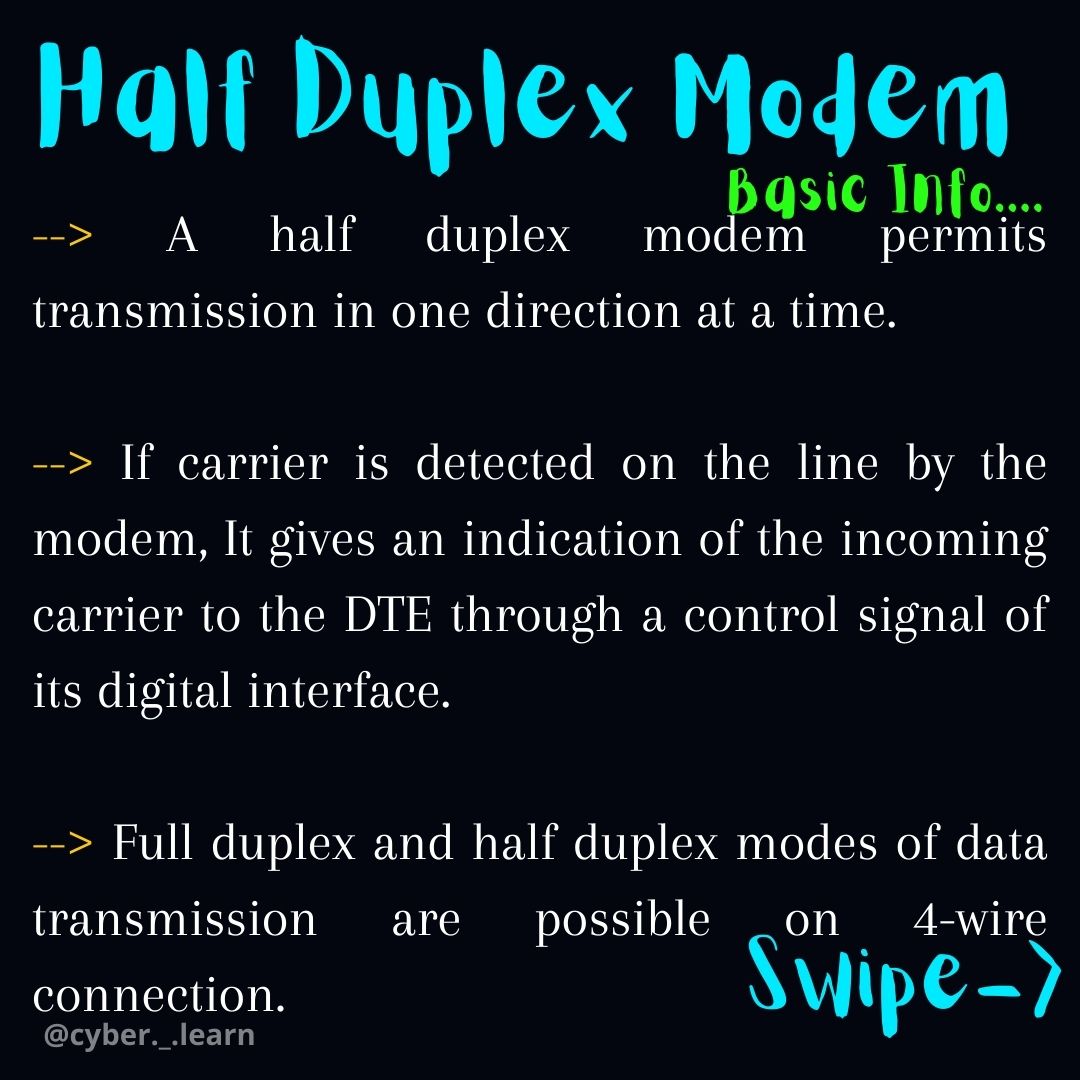 Half Duplex Modem
Basic Info....
--> A half duplex modem permits
transmission in one direction at a time.
--> If carrier is detected on the line by the
modem, It gives an indication of the incoming
carrier to the DTE through a control signal of
its digital interface.
--> Full duplex and half duplex modes of data
transmission are possible on 4-wire
connection.
Swipe->
@cyber._.learn